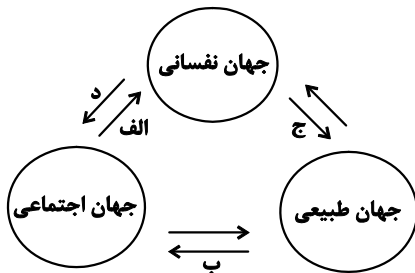 جهان نفسانی
د
الف
ج
جهان اجتماعی
جهان طبیعی
ب